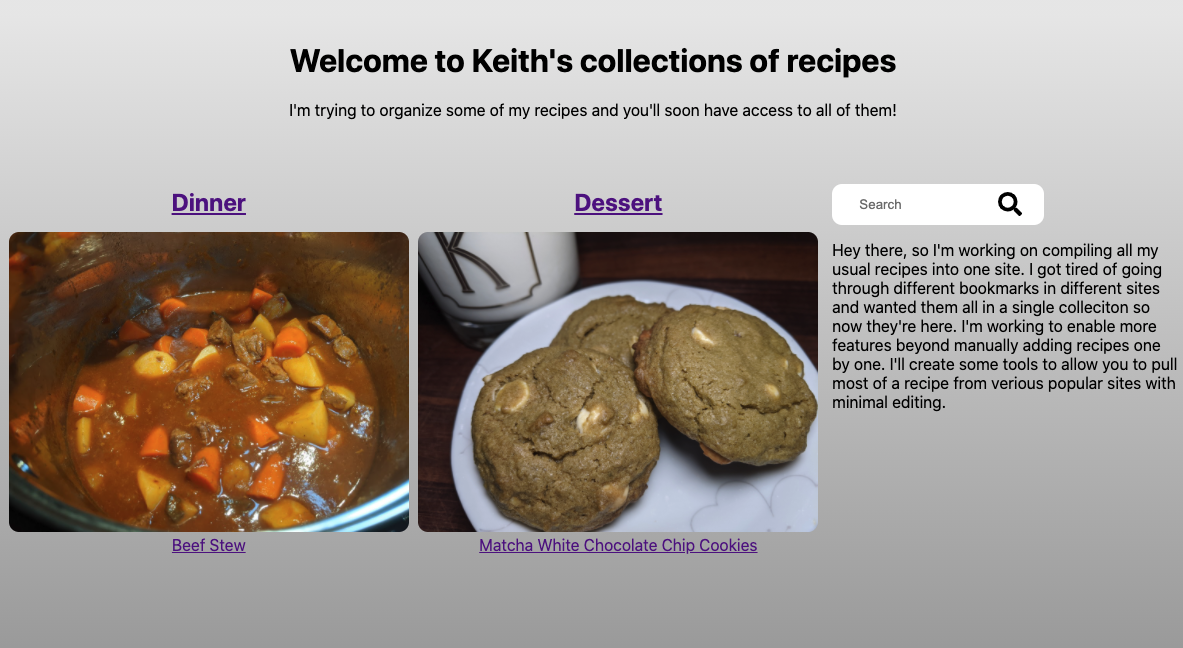 Welcome to Keith's collections of recipes
I'm trying to organize some of my recipes and you'll soon have access to all of them!
Dinner
Beef Stew
Dessert
K
Matcha White Chocolate Chip Cookies
Search
Hey there, so I'm working on compiling all my
usual recipes into one site. I got tired of going
through different bookmarks in different sites
and wanted them all in a single colleciton so
now they're here. I'm working to enable more
features beyond manually adding recipes one
by one. I'll create some tools to allow you to pull
most of a recipe from verious popular sites with
minimal editing.